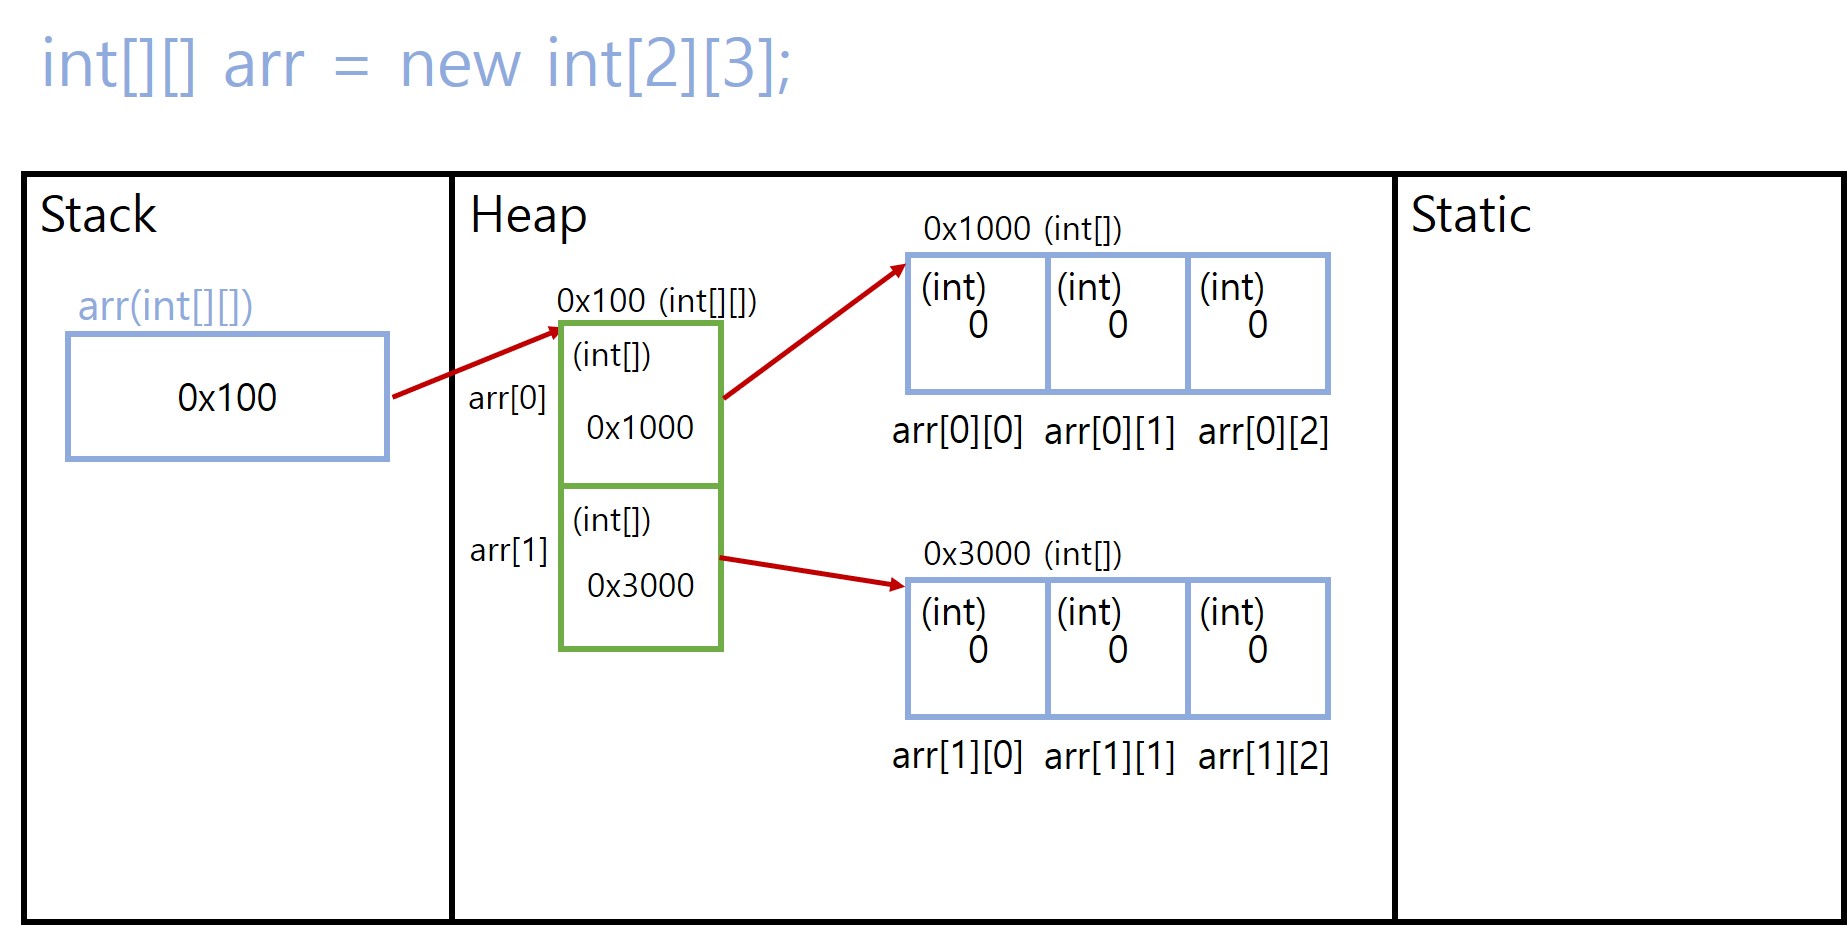 int[][] arr = new int[2][3];
Stack
arr(int[][])
0x100
Heap
0x100 (int[][])
arr[0]
(int[])
0x1000
arr[1]
(int[])
0x3000
0x1000 (int[])
(int) (int) (int)
0 0 0
arr[0][0] arr[0][1] arr[0][2]
0x3000 (int[])
(int) (int) (int)
0 0 0
arr[1][0] arr[1][1] arr[1][2]
Static